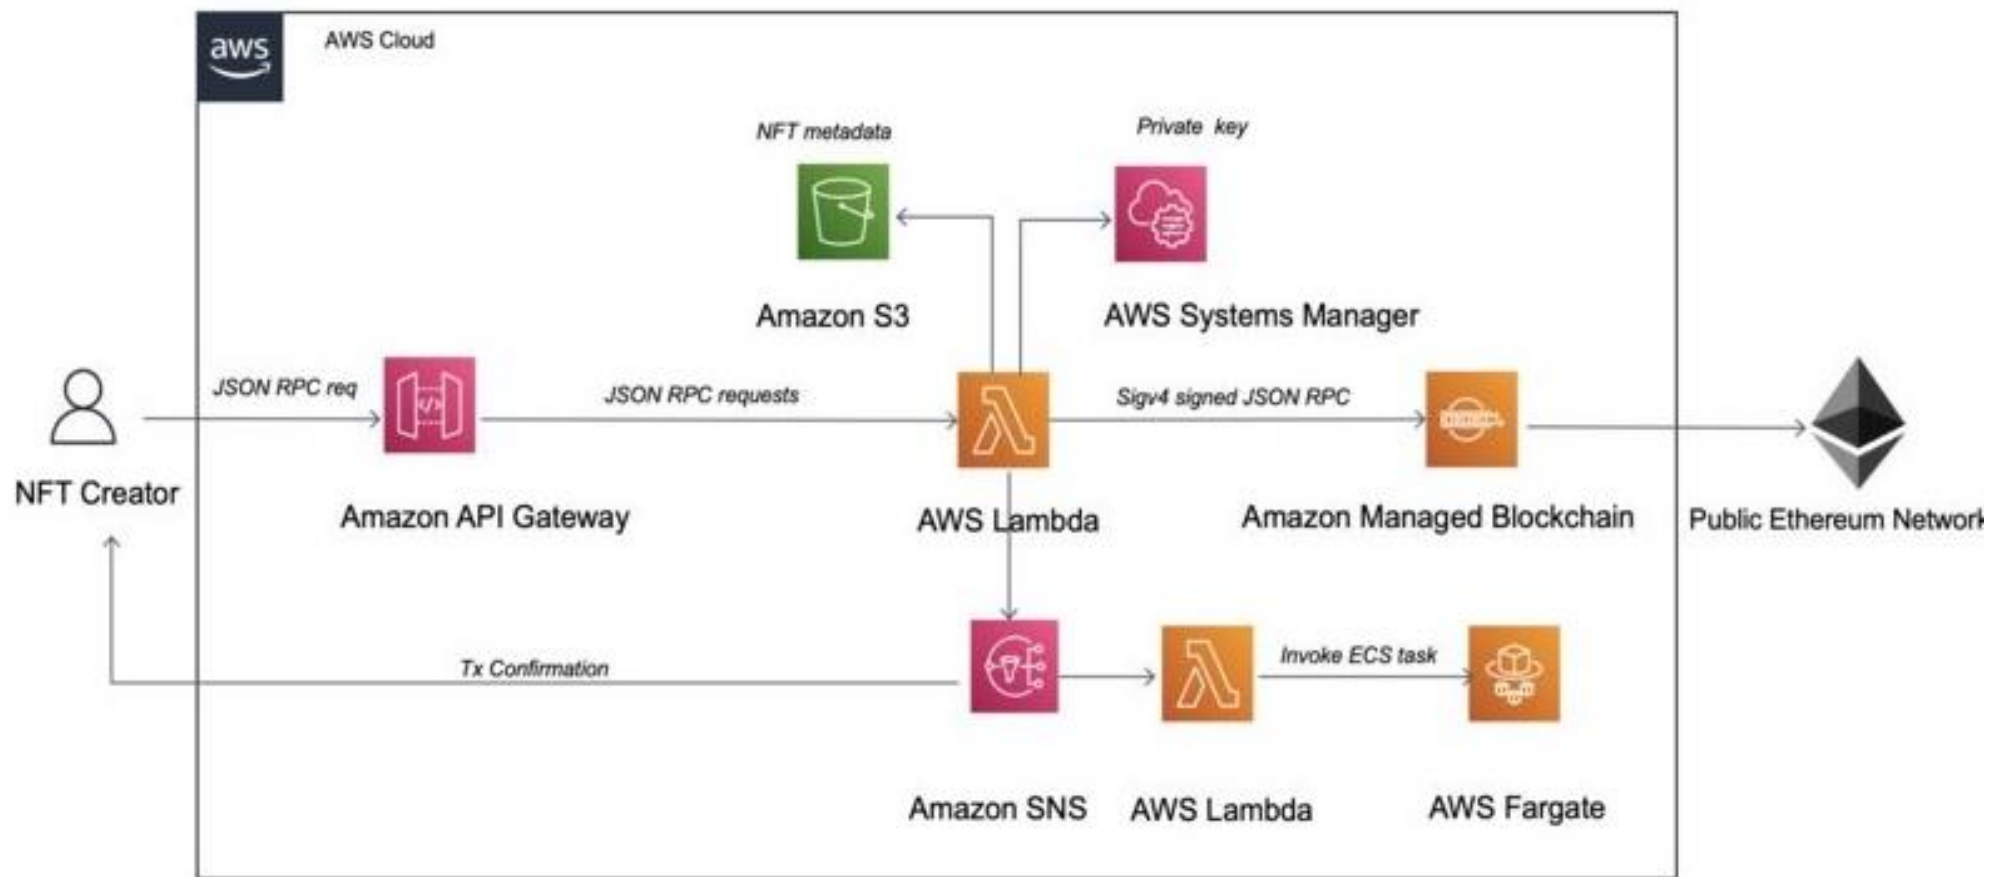 aws
AWS Cloud
NFT metadata
Private key
Amazon S3
AWS Systems Manager
JSON RPC req
JSON RPC requests
Sigv4 signed JSON RPC
NFT Creator
Amazon API Gateway
AWS Lambda
Amazon Managed Blockchain
Public Ethereum Network
Tx Confirmation
Invoke ECS task
Amazon SNS
AWS Lambda
AWS Fargate